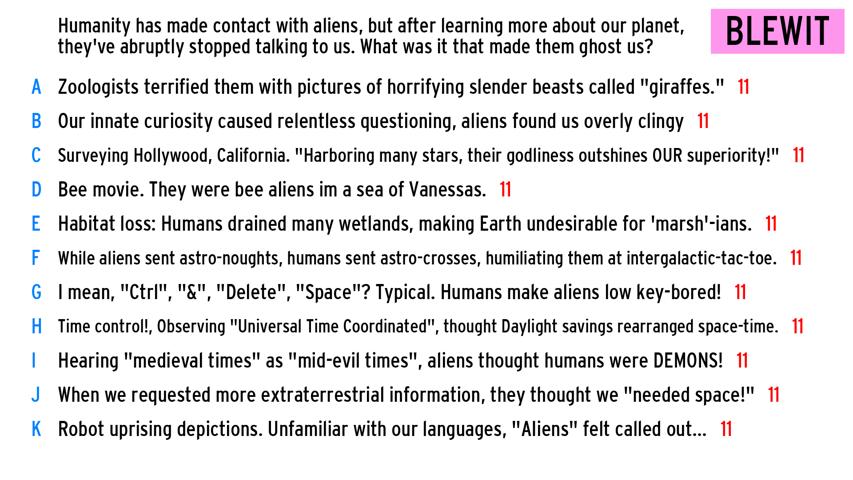 Humanity has made contact with aliens, but after learning more about our planet,
they've abruptly stopped talking to us. What was it that made them ghost us?
BLEWIT
A Zoologists terrified them with pictures of horrifying slender beasts called "giraffes." 11
B Our innate curiosity caused relentless questioning, aliens found us overly clingy 11
C Surveying Hollywood, California. "Harboring many stars, their godliness outshines OUR superiority!" 11
D Bee movie. They were bee aliens im a sea of Vanessas. 11
E Habitat loss: Humans drained many wetlands, making Earth undesirable for 'marsh'-ians. 11
F While aliens sent astro-noughts, humans sent astro-crosses, humiliating them at intergalactic-tac-toe. 11
G I mean, "Ctrl", "&", "Delete", "Space"? Typical. Humans make aliens low key-bored! 11
H Time control!, Observing "Universal Time Coordinated", thought Daylight savings rearranged space-time. 11
I Hearing "medieval times" as "mid-evil times", aliens thought humans were DEMONS! 11
J When we requested more extraterrestrial information, they thought we "needed space!" 11
K Robot uprising depictions. Unfamiliar with our languages, "Aliens" felt called out... 11